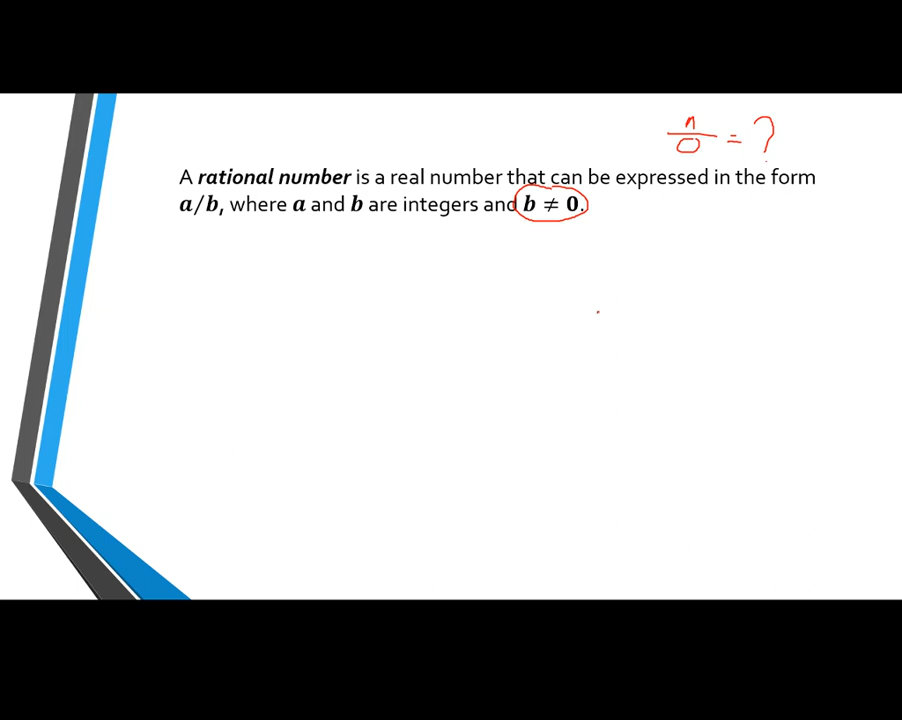 n/0 = ?
A rational number is a real number that can be expressed in the form
a/b, where a and b are integers and b ≠ 0.